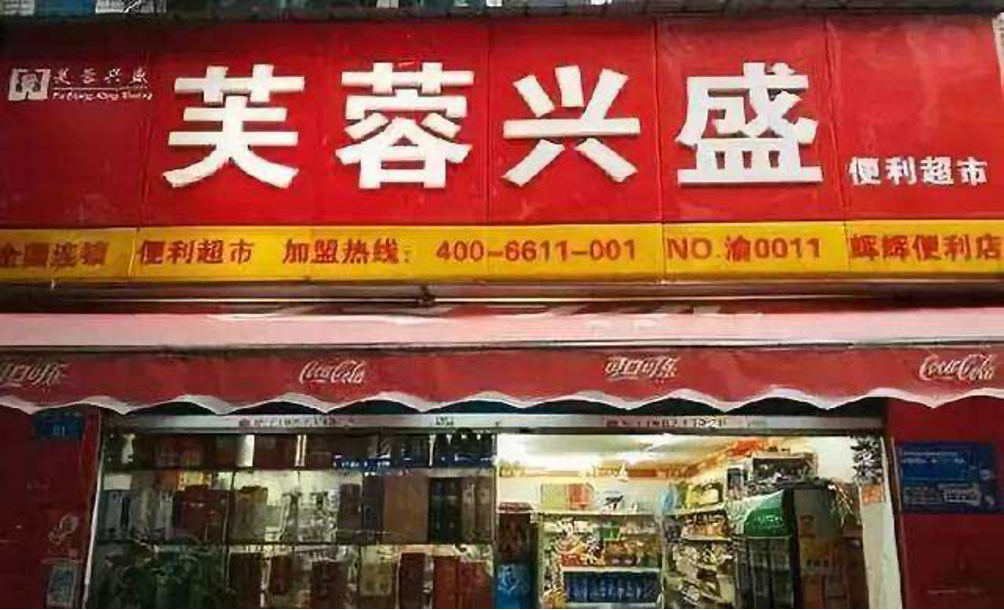 芙蓉兴盛
芙蓉兴盛
便利超市
全国连锁 便利超市 加盟热线: 400-6611-001 NO.渝0011 辉辉便利店
可口可乐 Coca-Cola 可口可乐 Coca-Cola